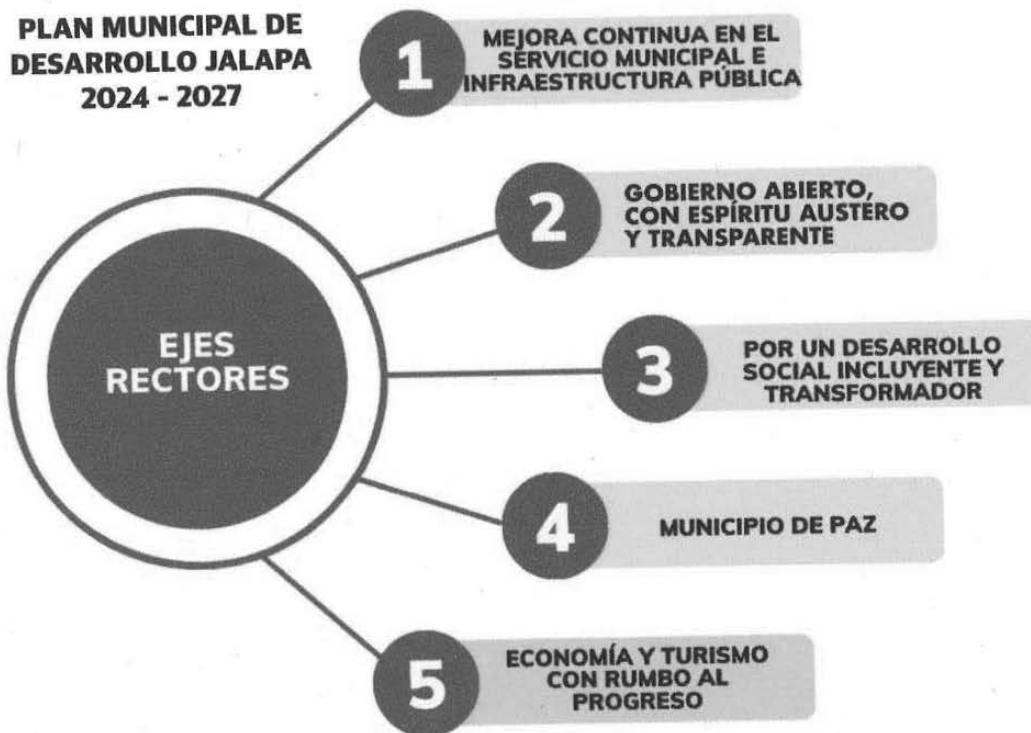 PLAN MUNICIPAL DE
DESARROLLO JALAPA
2024 - 2027
1
MEJORA CONTINUA EN EL
SERVICIO MUNICIPAL E
INFRAESTRUCTURA PÚBLICA
2
GOBIERNO ABIERTO,
CON ESPÍRITU AUSTERO
Y TRANSPARENTE
EJES
RECTORES
3
POR UN DESARROLLO
SOCIAL INCLUYENTE Y
TRANSFORMADOR
4
MUNICIPIO DE PAZ
5
ECONOMÍA Y TURISMO
CON RUMBO AL
PROGRESO